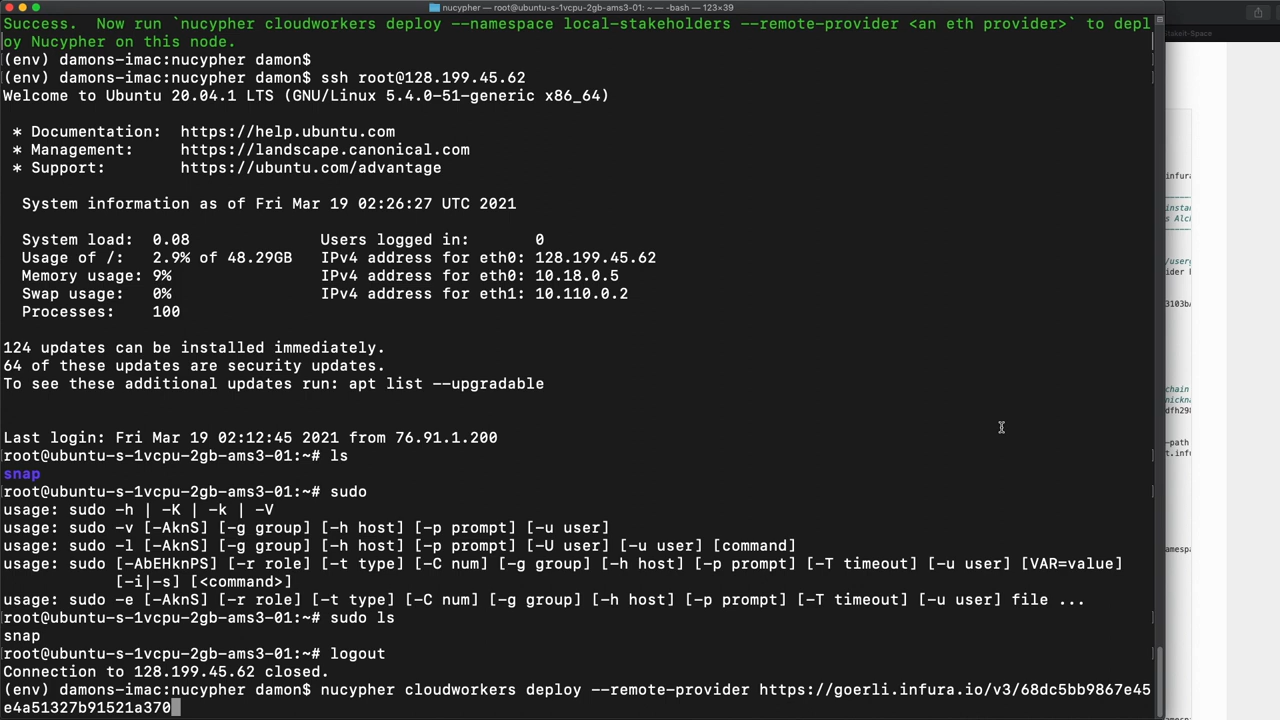 nucypher — root@ubuntu-s-1vcpu-2gb-ams3-01: ~ — -bash — 123×39
Success.  Now run `nucypher cloudworkers deploy --namespace local-stakeholders --remote-provider <an eth provider>` to depl
oy Nucypher on this node.
(env) damons-imac:nucypher damon$
(env) damons-imac:nucypher damon$ ssh root@128.199.45.62
Welcome to Ubuntu 20.04.1 LTS (GNU/Linux 5.4.0-51-generic x86_64)
* Documentation:  https://help.ubuntu.com
* Management:     https://landscape.canonical.com
* Support:        https://ubuntu.com/advantage
System information as of Fri Mar 19 02:26:27 UTC 2021
System load:  0.08               Users logged in:       0
Usage of /:   2.9% of 48.29GB   IPv4 address for eth0: 128.199.45.62
Memory usage: 9%                 IPv4 address for eth0: 10.18.0.5
Swap usage:   0%                 IPv4 address for eth1: 10.110.0.2
Processes:    100
124 updates can be installed immediately.
64 of these updates are security updates.
To see these additional updates run: apt list --upgradable
Last login: Fri Mar 19 02:12:45 2021 from 76.91.1.200
root@ubuntu-s-1vcpu-2gb-ams3-01:~# ls
snap
root@ubuntu-s-1vcpu-2gb-ams3-01:~# sudo
usage: sudo -h | -K | -k | -V
usage: sudo -v [-AknS] [-g group] [-h host] [-p prompt] [-u user]
usage: sudo -l [-AknS] [-g group] [-h host] [-p prompt] [-U user] [-u user] [command]
usage: sudo [-AbEHknPS] [-r role] [-t type] [-C num] [-g group] [-h host] [-p prompt] [-T timeout] [-u user] [VAR=value]
[-i|-s] [<command>]
usage: sudo -e [-AknS] [-r role] [-t type] [-C num] [-g group] [-h host] [-p prompt] [-T timeout] [-u user] file ...
root@ubuntu-s-1vcpu-2gb-ams3-01:~# sudo ls
snap
root@ubuntu-s-1vcpu-2gb-ams3-01:~# logout
Connection to 128.199.45.62 closed.
(env) damons-imac:nucypher damon$ nucypher cloudworkers deploy --remote-provider https://goerli.infura.io/v3/68dc5bb9867e45
e4a51327b91521a370